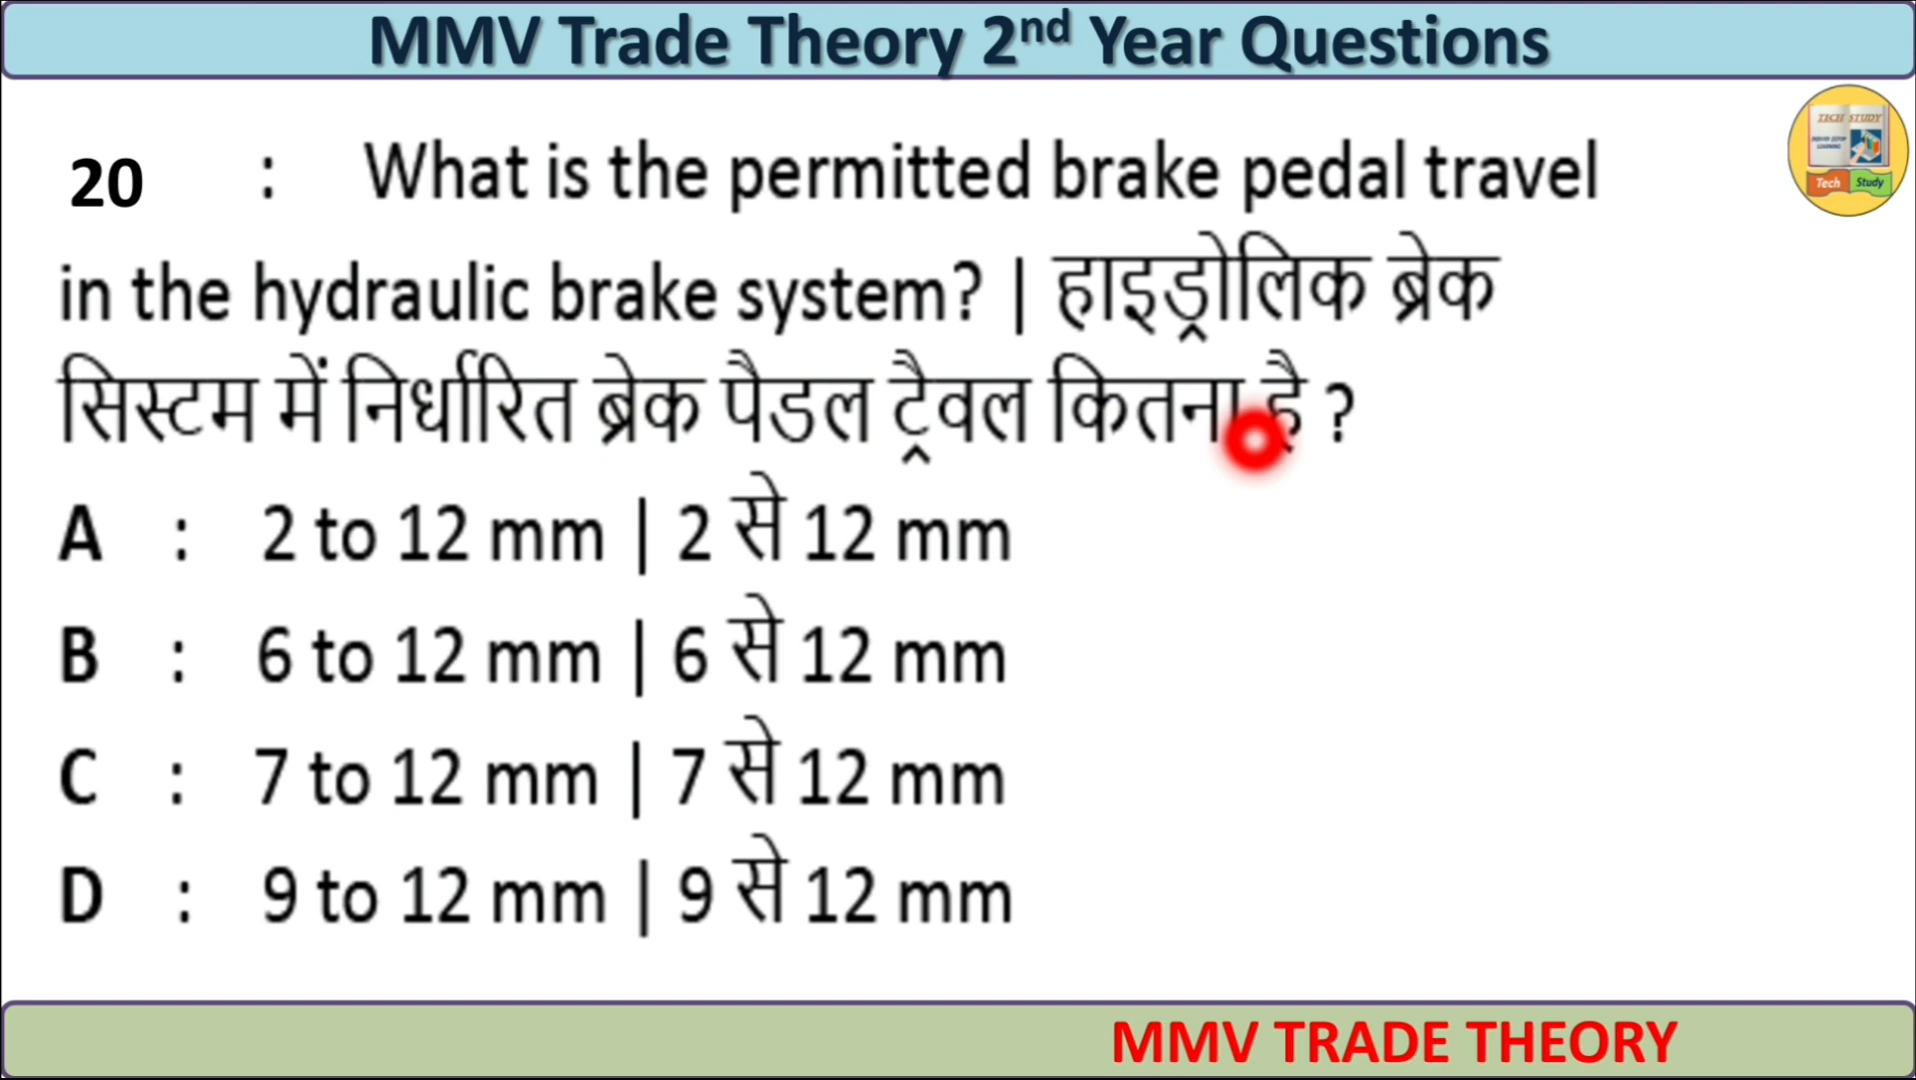 MMV Trade Theory 2nd Year Questions
TECH STUDY
Tech Study
20 : What is the permitted brake pedal travel
in the hydraulic brake system? | हाइड्रोलिक ब्रेक
सिस्टम में निर्धारित ब्रेक पैडल ट्रैवल कितना है ?
A : 2 to 12 mm | 2 से 12 mm
B : 6 to 12 mm | 6 से 12 mm
C : 7 to 12 mm | 7 से 12 mm
D : 9 to 12 mm | 9 से 12 mm
MMV TRADE THEORY